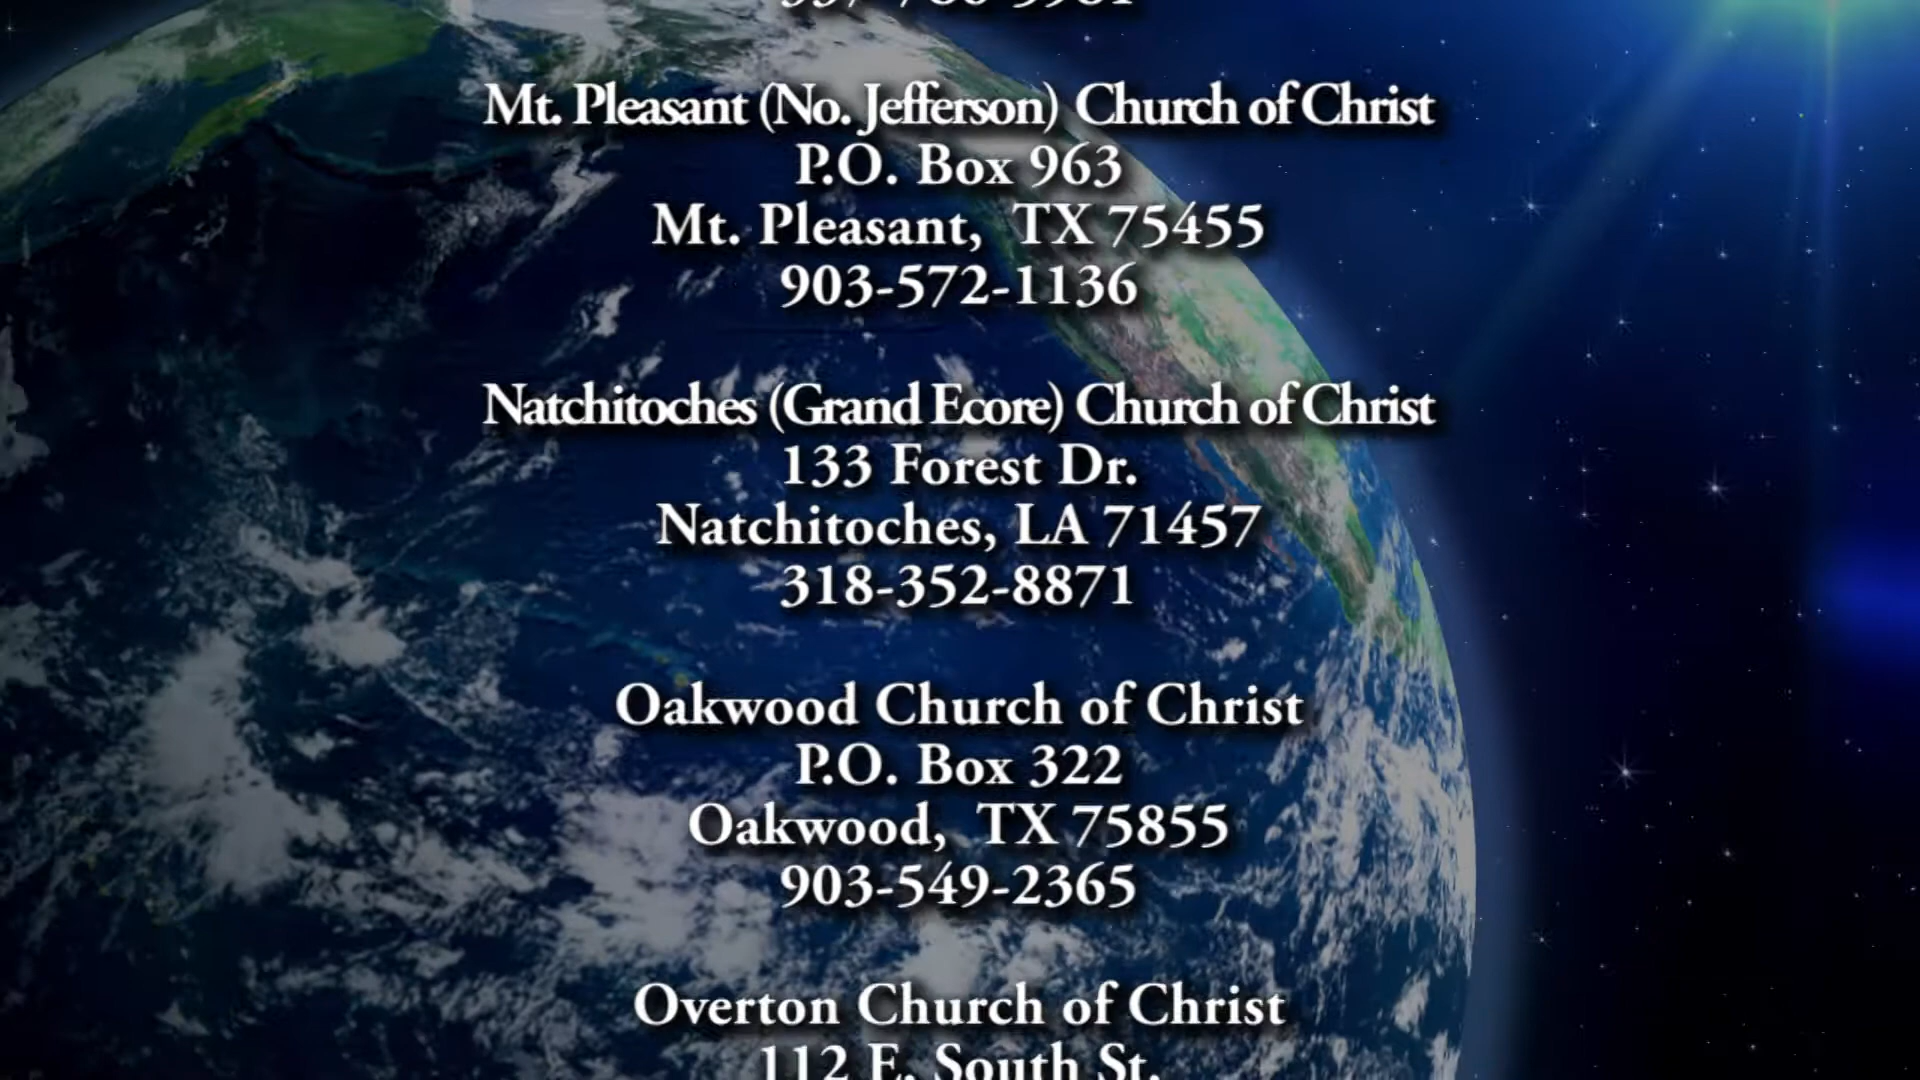 Mt. Pleasant (No. Jefferson) Church of Christ
P.O. Box 963
Mt. Pleasant, TX 75455
903-572-1136
Natchitoches (Grand Ecore) Church of Christ
133 Forest Dr.
Natchitoches, LA 71457
318-352-8871
Oakwood Church of Christ
P.O. Box 322
Oakwood, TX 75855
903-549-2365
Overton Church of Christ
112 E. South St.